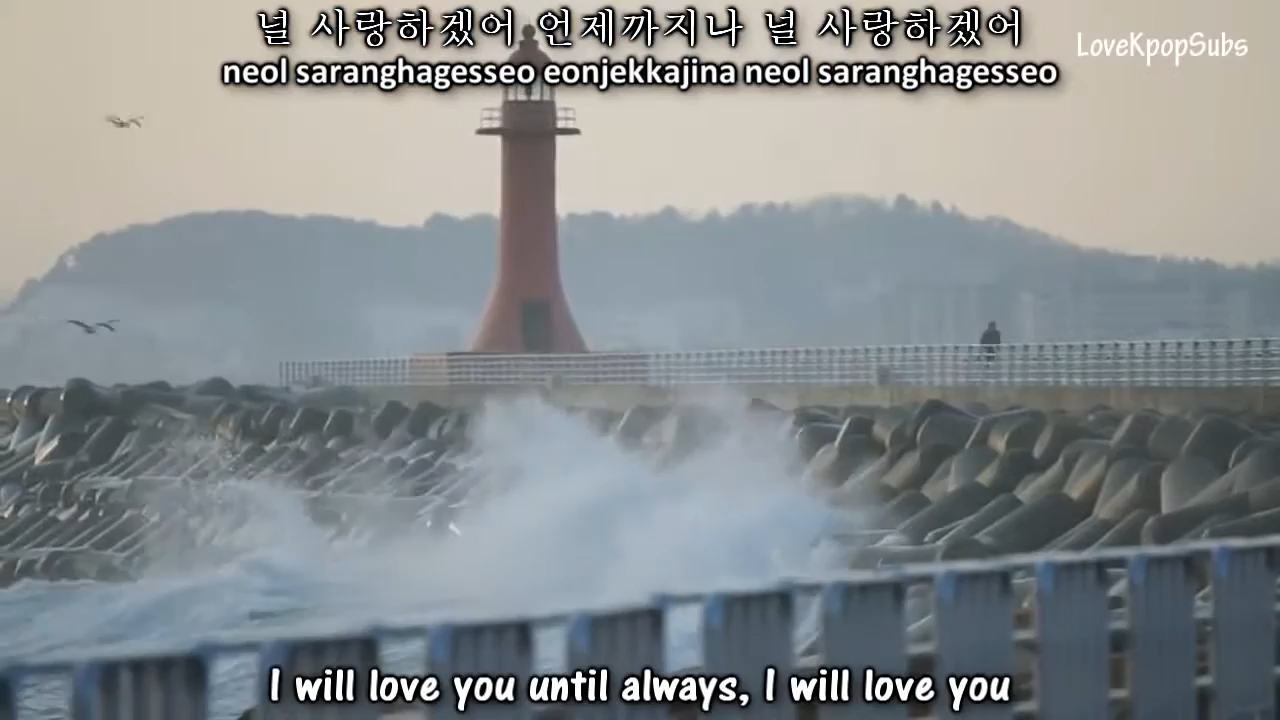 널 사랑하겠어 언제까지나 널 사랑하겠어
neol saranghagesseo eonjekkajina neol saranghagesseo
LoveKpopSubs
I will love you until always, I will love you